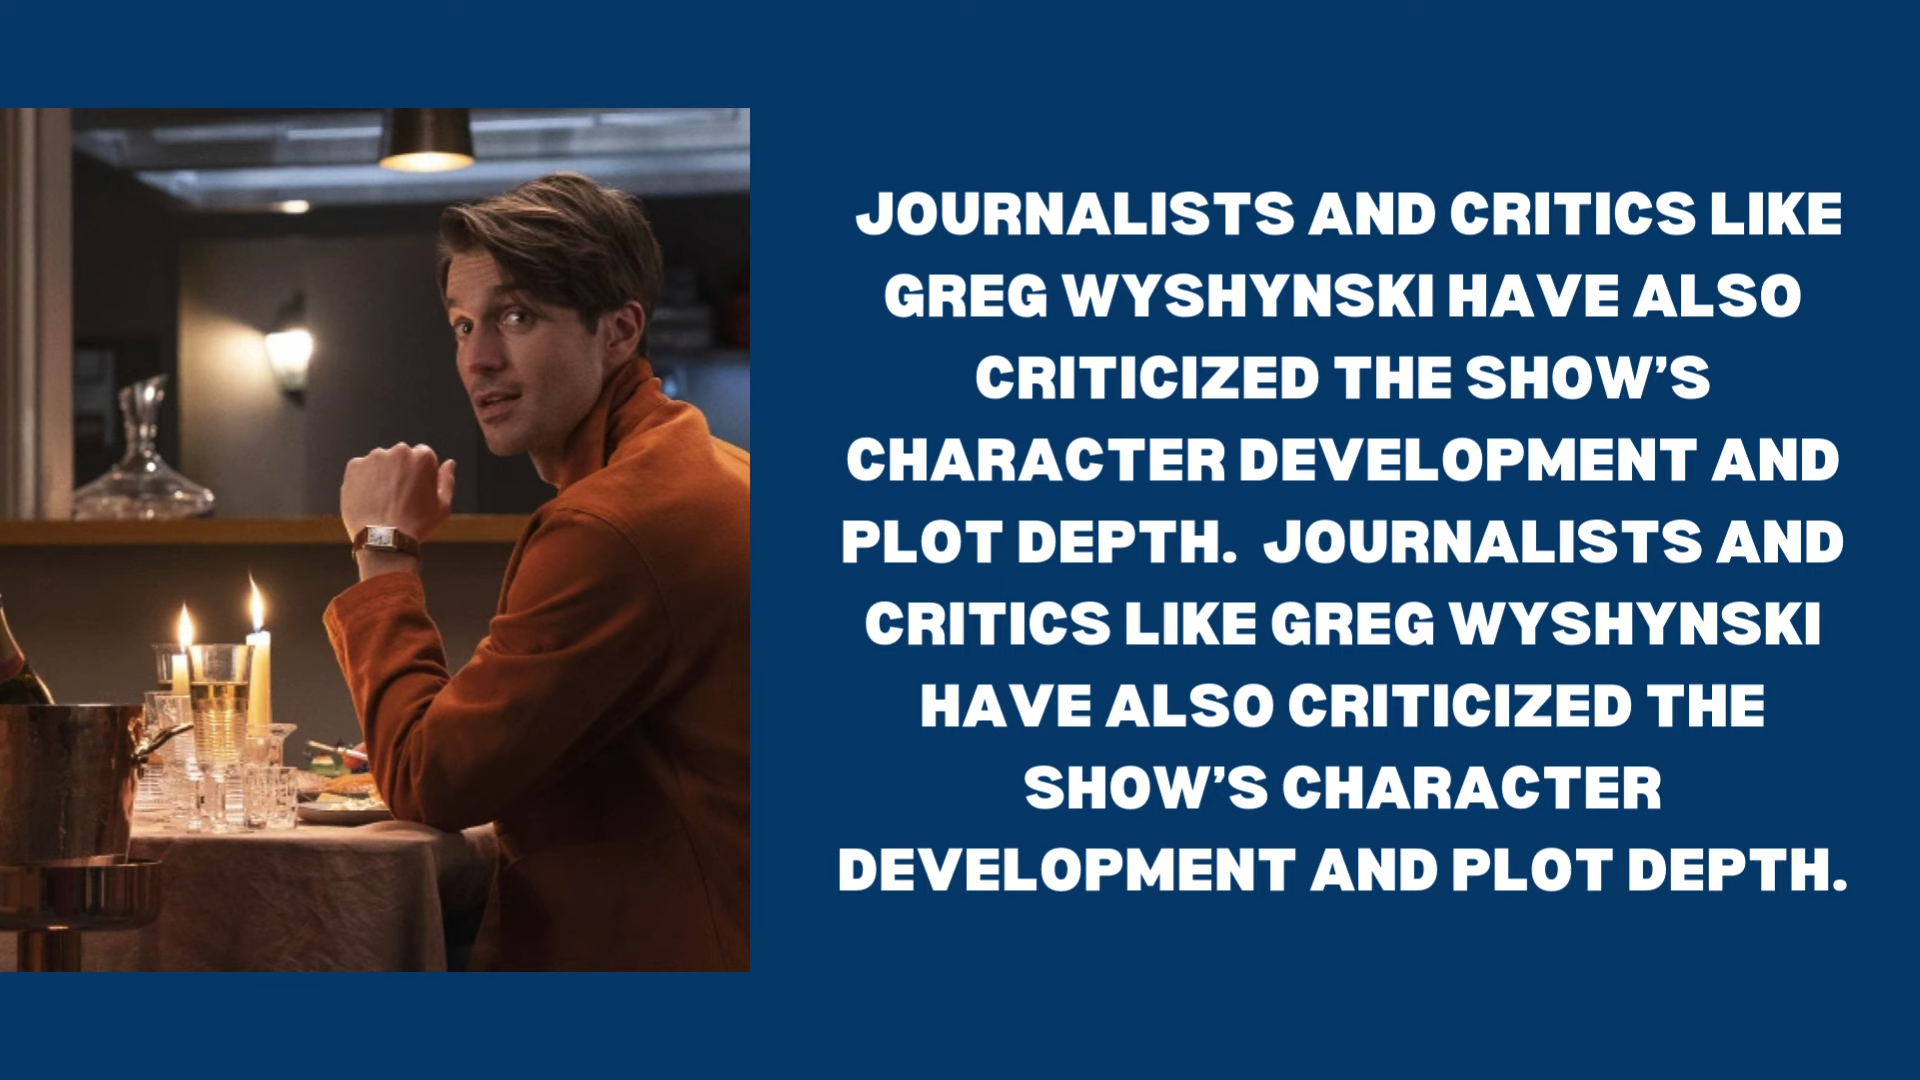 JOURNALISTS AND CRITICS LIKE
GREG WYSHYNSKI HAVE ALSO
CRITICIZED THE SHOW’S
CHARACTER DEVELOPMENT AND
PLOT DEPTH.  JOURNALISTS AND
CRITICS LIKE GREG WYSHYNSKI
HAVE ALSO CRITICIZED THE
SHOW’S CHARACTER
DEVELOPMENT AND PLOT DEPTH.